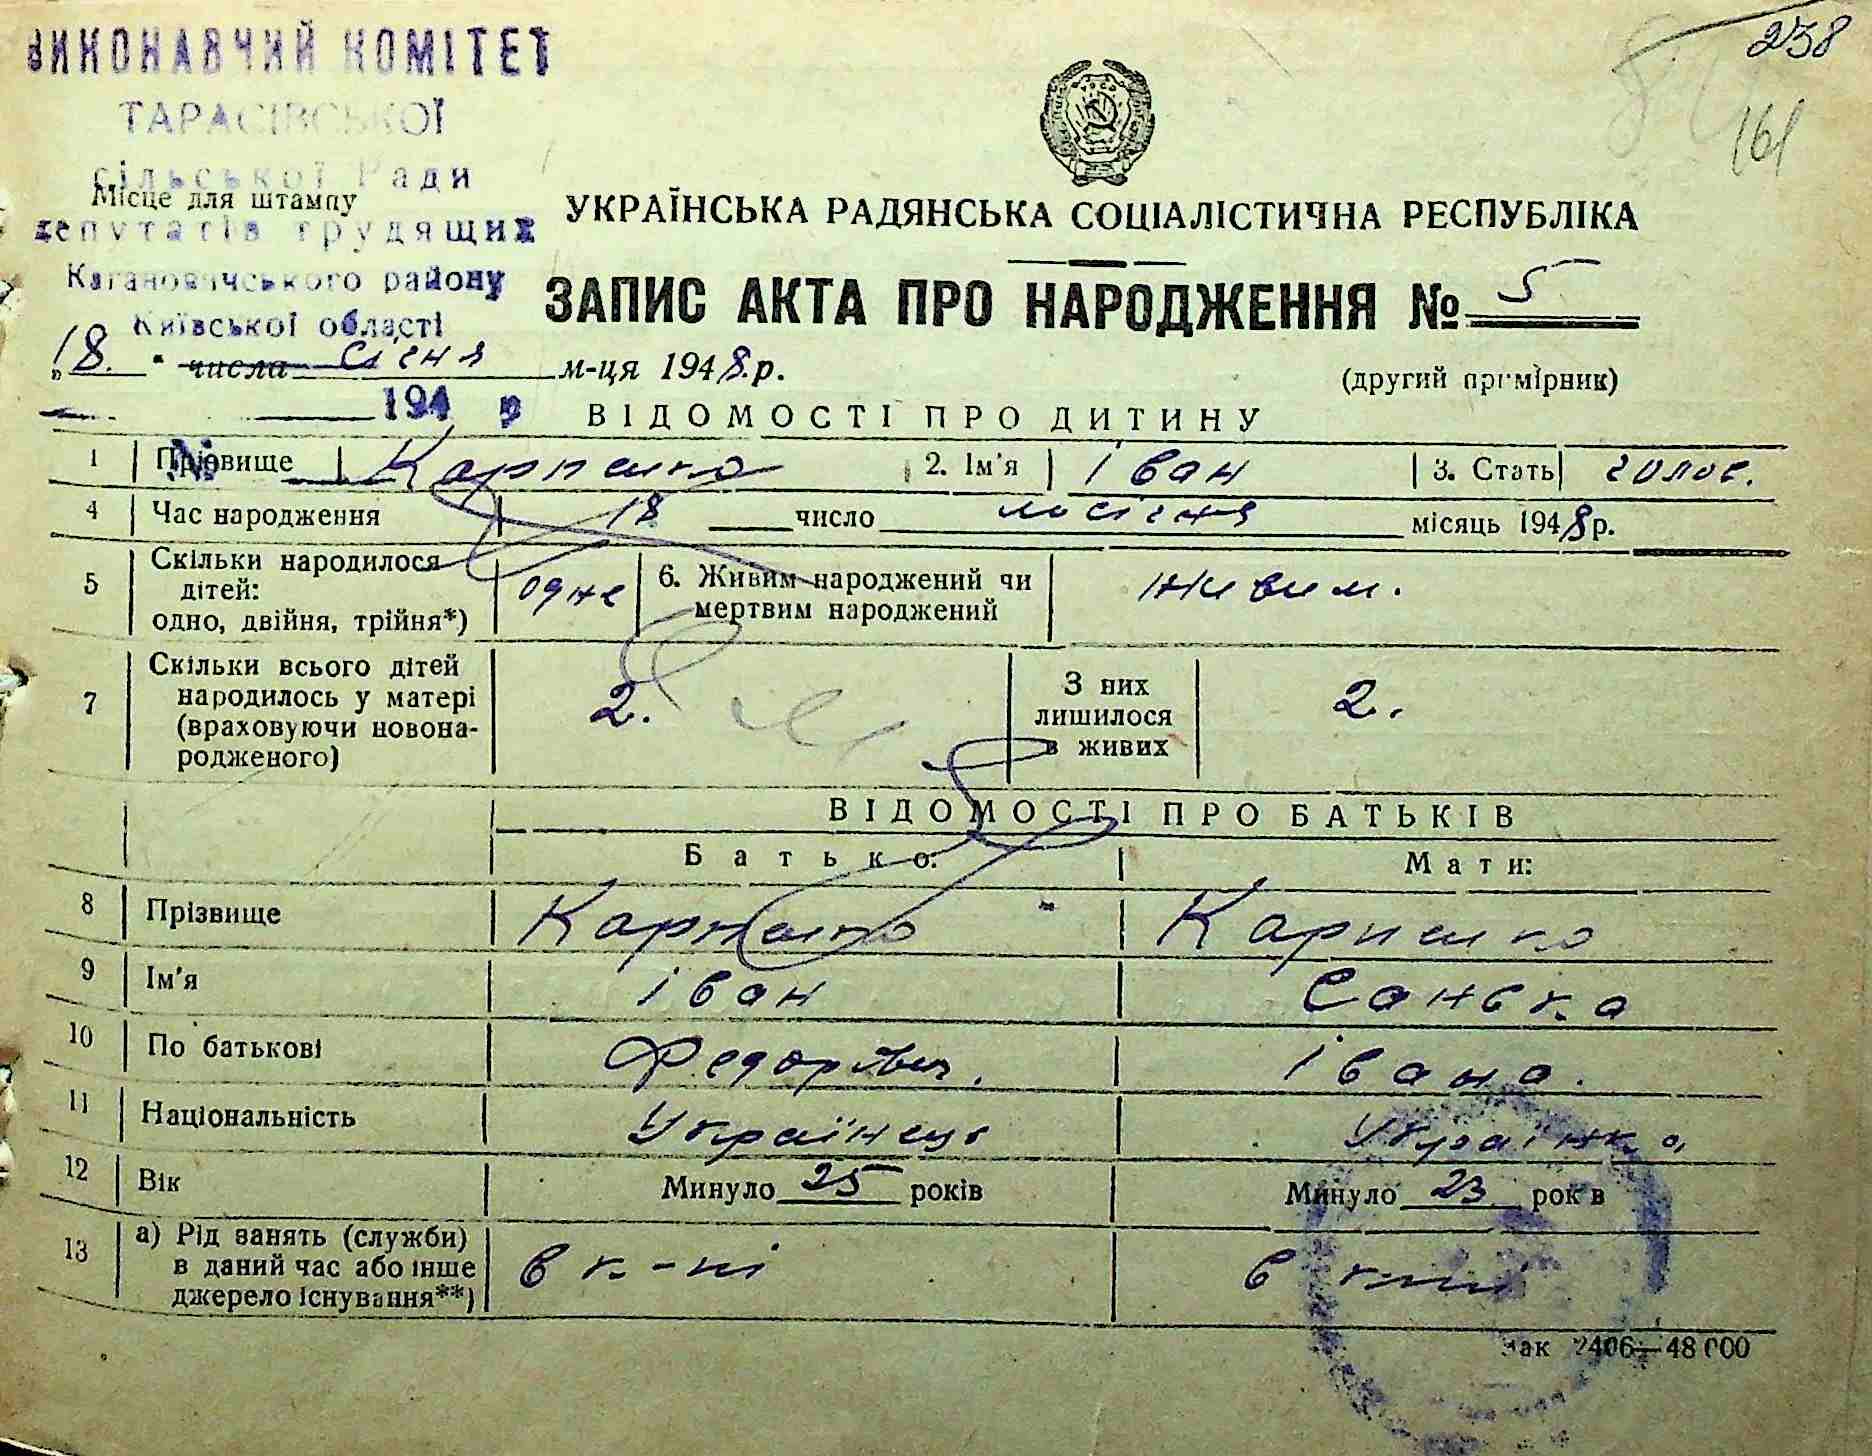 238
161
ВИКОНАВЧИЙ КОМІТЕТ
ТАРАСІВСЬКОЇ
сільської Ради
Місце для штампу
депутатів трудящих
Кагановичського району
Київської області
УКРАЇНСЬКА РАДЯНСЬКА СОЦІАЛІСТИЧНА РЕСПУБЛІКА
ЗАПИС АКТА ПРО НАРОДЖЕННЯ № 5
„18" числа січня м-ця 1948 р.
(другий примірник)
194 р
ВІДОМОСТІ ПРО ДИТИНУ
1 Прізвище Карпенко 2. Ім'я Іван 3. Стать чолов.
№
4 Час народження 18 число січня місяць 1948 р.
5 Скільки народилося дітей: одно, двійня, трійня*) одне 6. Живим народжений чи мертвим народжений живим.
7 Скільки всього дітей народилось у матері (враховуючи новонародженого) 2. З них лишилося в живих 2.
ВІДОМОСТІ ПРО БАТЬКІВ
Батько: Мати:
8 Прізвище Карпенко Карпенко
9 Ім'я Іван Санька
10 По батькові Федорович. Івана.
11 Національність Українець Українка
12 Вік Минуло 25 років Минуло 23 років
13 а) Рід занять (служби) в даний час або інше джерело існування**) в к-пі в к-пі
Зак 2406—48 000